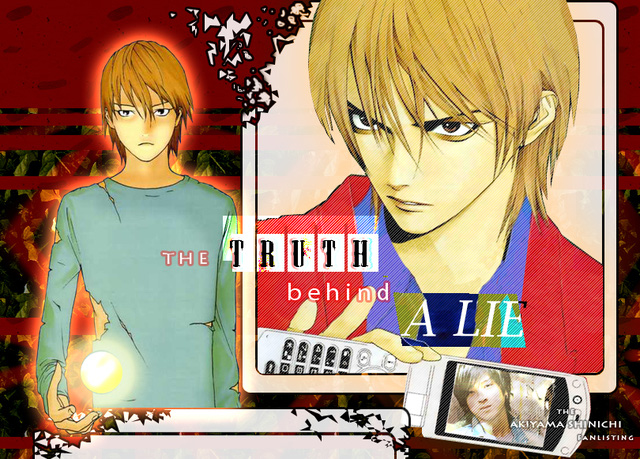 THE TRUTH
behind
A LIE
THE
AKIYAMA SHINICHI
FANLISTING